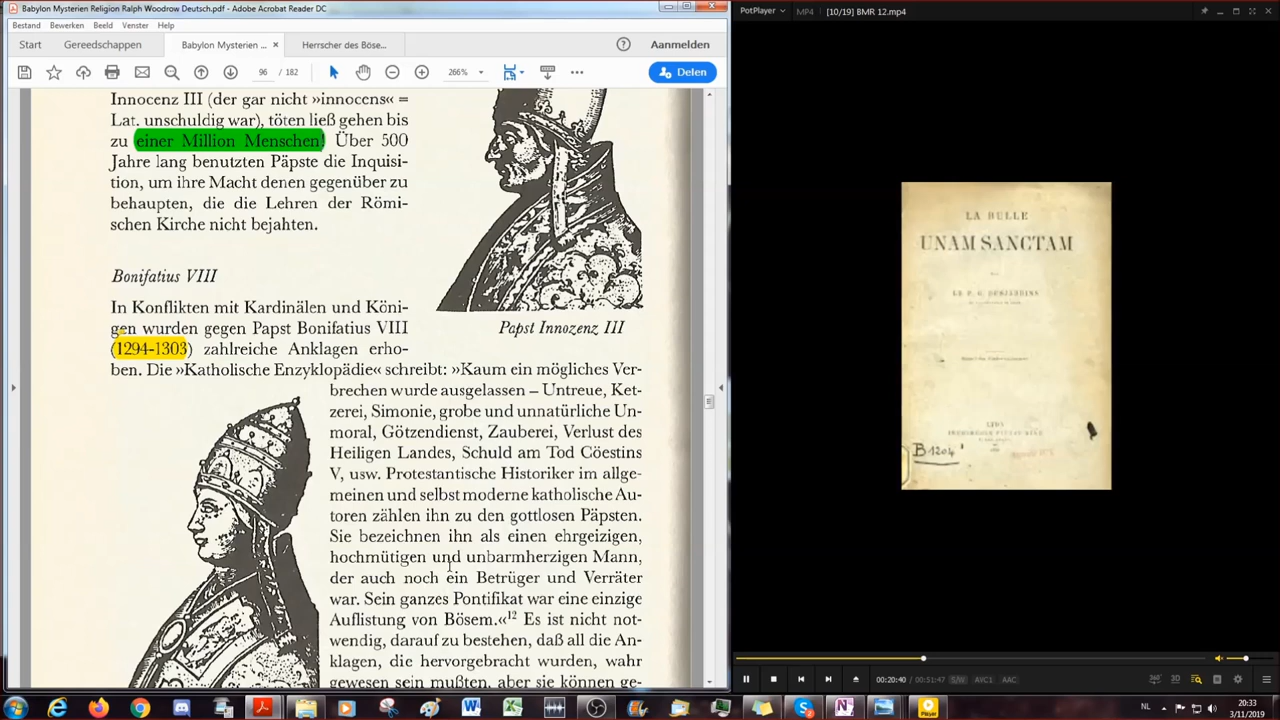 Babylon Mysterien Religion Ralph Woodrow Deutsch.pdf - Adobe Acrobat Reader DC
Bestand Bewerken Beeld Venster Help
Start Gereedschappen Babylon Mysterien ... × Herrscher des Böse... Aanmelden
96 / 182 266% Delen
Innocenz III (der gar nicht »innocens« =
Lat. unschuldig war), töten ließ gehen bis
zu einer Million Menschen! Über 500
Jahre lang benutzten Päpste die Inquisi-
tion, um ihre Macht denen gegenüber zu
behaupten, die die Lehren der Römi-
schen Kirche nicht bejahten.
Papst Innozenz III
Bonifatius VIII
In Konflikten mit Kardinalen und Köni-
gen wurden gegen Papst Bonifatius VIII
(1294-1303) zahlreiche Anklagen erho-
ben. Die »Katholische Enzyklopädie« schreibt: »Kaum ein mögliches Ver-
brechen wurde ausgelassen – Untreue, Ket-
zerei, Simonie, grobe und unnatürliche Un-
moral, Götzendienst, Zauberei, Verlust des
Heiligen Landes, Schuld am Tod Cöestins
V, usw. Protestantische Historiker im allge-
meinen und selbst moderne katholische Au-
toren zählen ihn zu den gottlosen Päpsten.
Sie bezeichnen ihn als einen ehrgeizigen,
hochmütigen und unbarmherzigen Mann,
der auch noch ein Betrüger und Verräter
war. Sein ganzes Pontifikat war eine einzige
Auflistung von Bösem.«12 Es ist nicht not-
wendig, darauf zu bestehen, daß all die An-
klagen, die hervorgebracht wurden, wahr
gewesen sein mußten, aber sie können ge-
PotPlayer MP4 [10/19] BMR 12.mp4
LA BULLE
UNAM SANCTAM
B 1204
00:20:40 / 00:51:47 S/W AVC1 AAC
360° 3D
NL 20:33
3/11/2019